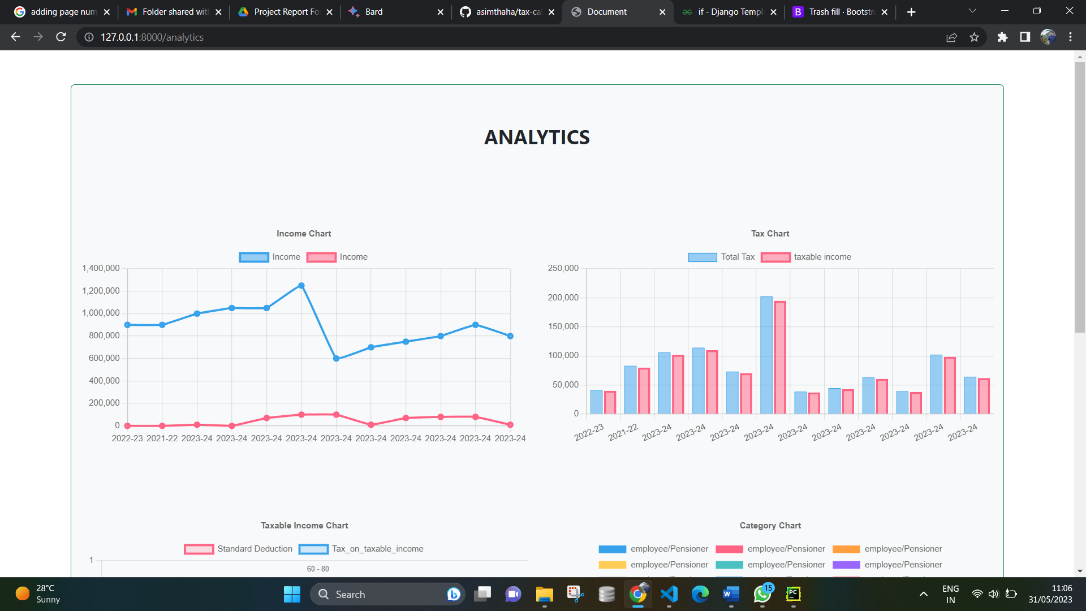 adding page num
Folder shared with
Project Report Fo
Bard
asimthaha/tax-ca
Document
if - Django Templ
Trash fill · Bootstr
127.0.0.1:8000/analytics
ANALYTICS
Income Chart
Income Income
1,400,000
1,200,000
1,000,000
800,000
600,000
400,000
200,000
0
2022-23 2021-22 2023-24 2023-24 2023-24 2023-24 2023-24 2023-24 2023-24 2023-24 2023-24 2023-24
Tax Chart
Total Tax taxable income
250,000
200,000
150,000
100,000
50,000
0
2022-23 2021-22 2023-24 2023-24 2023-24 2023-24 2023-24 2023-24 2023-24 2023-24 2023-24 2023-24
Taxable Income Chart
Standard Deduction Tax_on_taxable_income
1
60 - 80
Category Chart
employee/Pensioner employee/Pensioner employee/Pensioner
employee/Pensioner employee/Pensioner employee/Pensioner
28°C
Sunny
Search
15
ENG
IN
11:06
31/05/2023